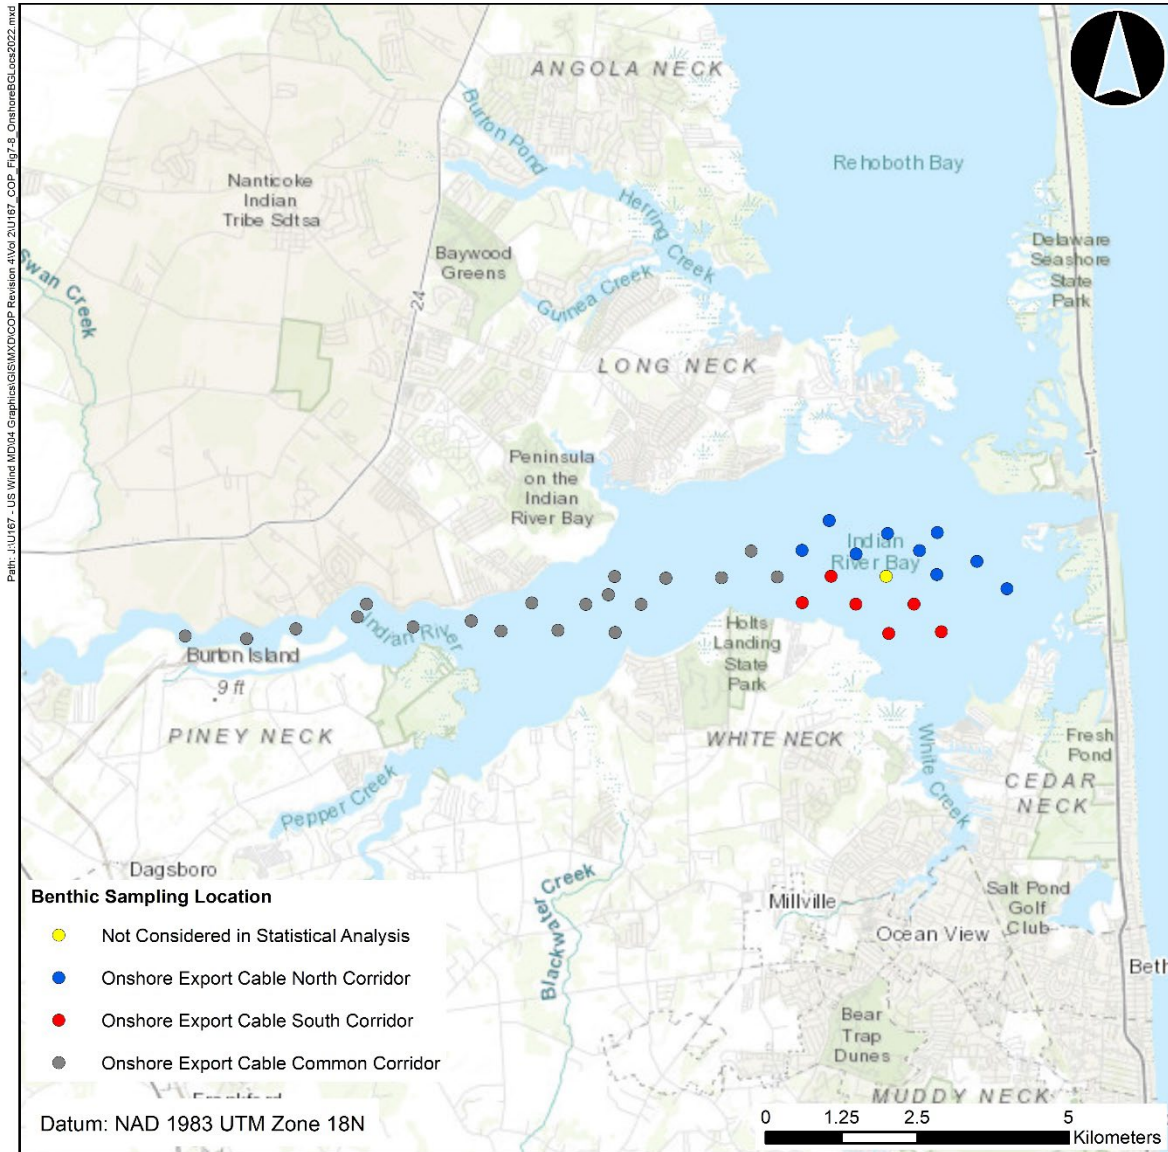 Path: J:\U167 - US Wind MD\04 Graphics\GIS\MXD\COP Revision 4\Vol 2\U167_COP_Fig7-8_OnshoreBGLocs2022.mxd
ANGOLA NECK
Burton Pond
Rehoboth Bay
Nanticoke
Indian
Tribe Sdtsa
Herring Creek
Baywood
Greens
Delaware
Seashore
State
Park
Swan Creek
Guinea Creek
24
LONG NECK
Peninsula
on the
Indian
River Bay
1
Indian
River Bay
Indian River
Burton Island
Holts
Landing
State
Park
9 ft
PINEY NECK
WHITE NECK
White Creek
Fresh
Pond
CEDAR
NECK
Pepper Creek
Dagsboro
Blackwater Creek
Millville
Salt Pond
Golf
Club
Ocean View
Beth
Bear
Trap
Dunes
MUDDY NECK
Benthic Sampling Location
Not Considered in Statistical Analysis
Onshore Export Cable North Corridor
Onshore Export Cable South Corridor
Onshore Export Cable Common Corridor
Datum: NAD 1983 UTM Zone 18N
0 1.25 2.5 5
Kilometers